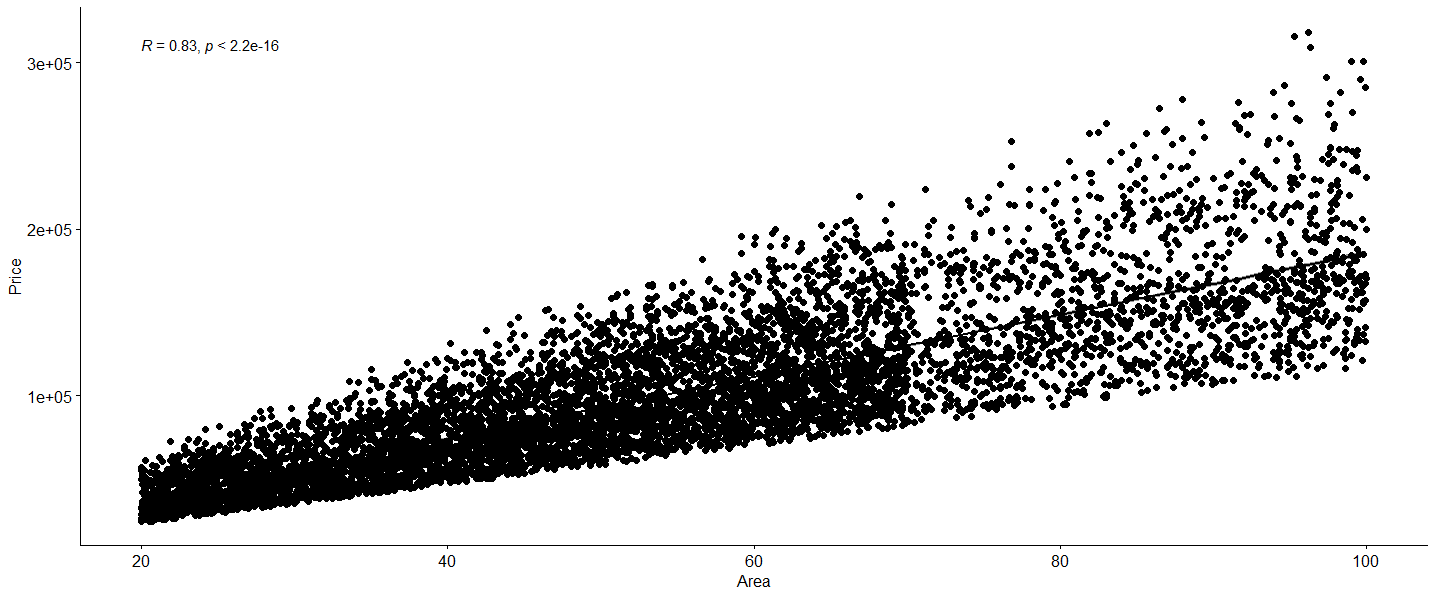 R = 0.83, p < 2.2e-16
3e+05
2e+05
1e+05
Price
20 40 60 80 100
Area